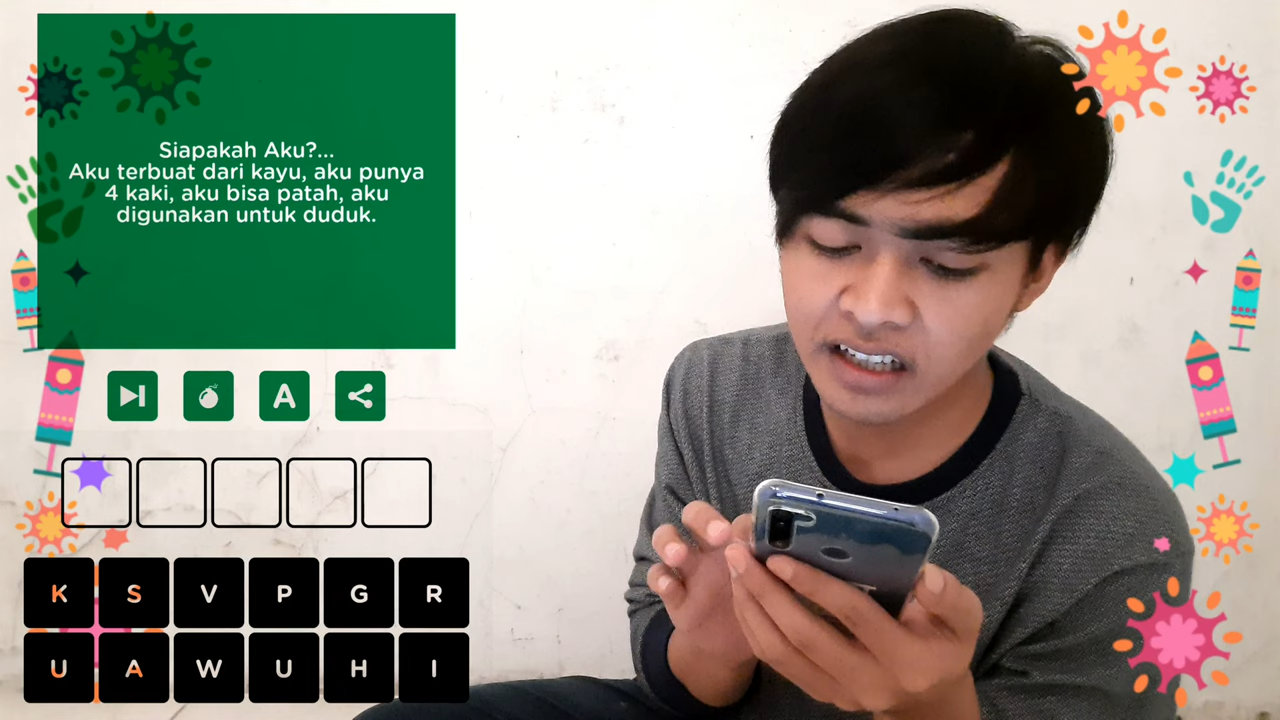 Siapakah Aku?...
Aku terbuat dari kayu, aku punya
4 kaki, aku bisa patah, aku
digunakan untuk duduk.
A
K S V P G R
U A W U H I